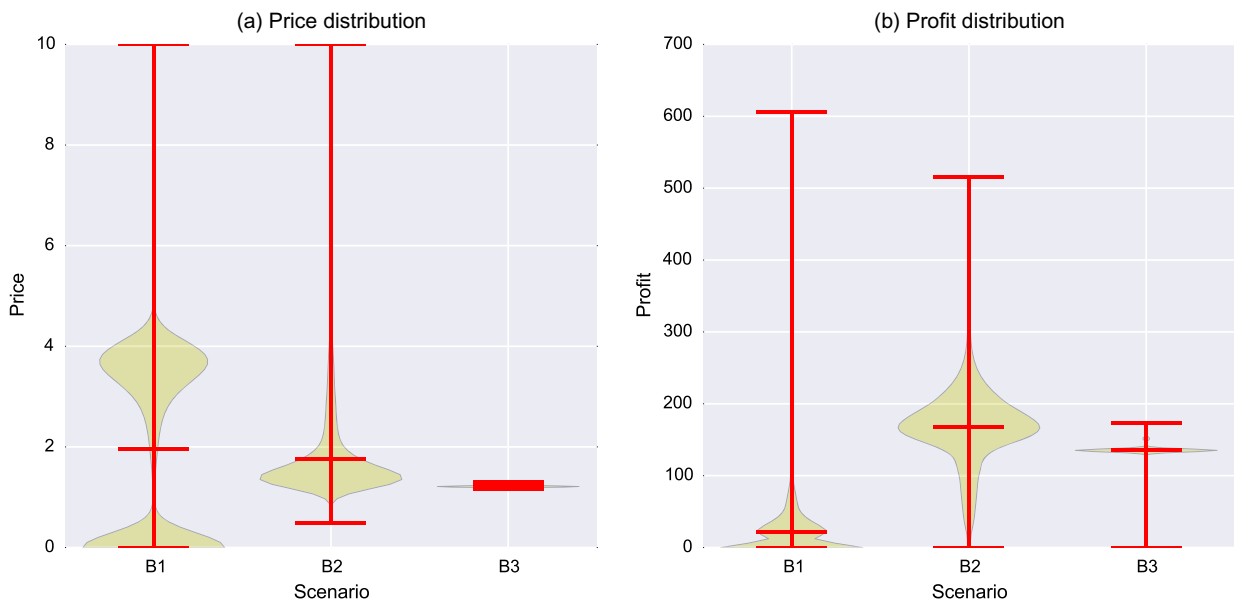 (a) Price distribution
10
8
6
4
2
0
Price
B1 B2 B3
Scenario
(b) Profit distribution
700
600
500
400
300
200
100
0
Profit
B1 B2 B3
Scenario